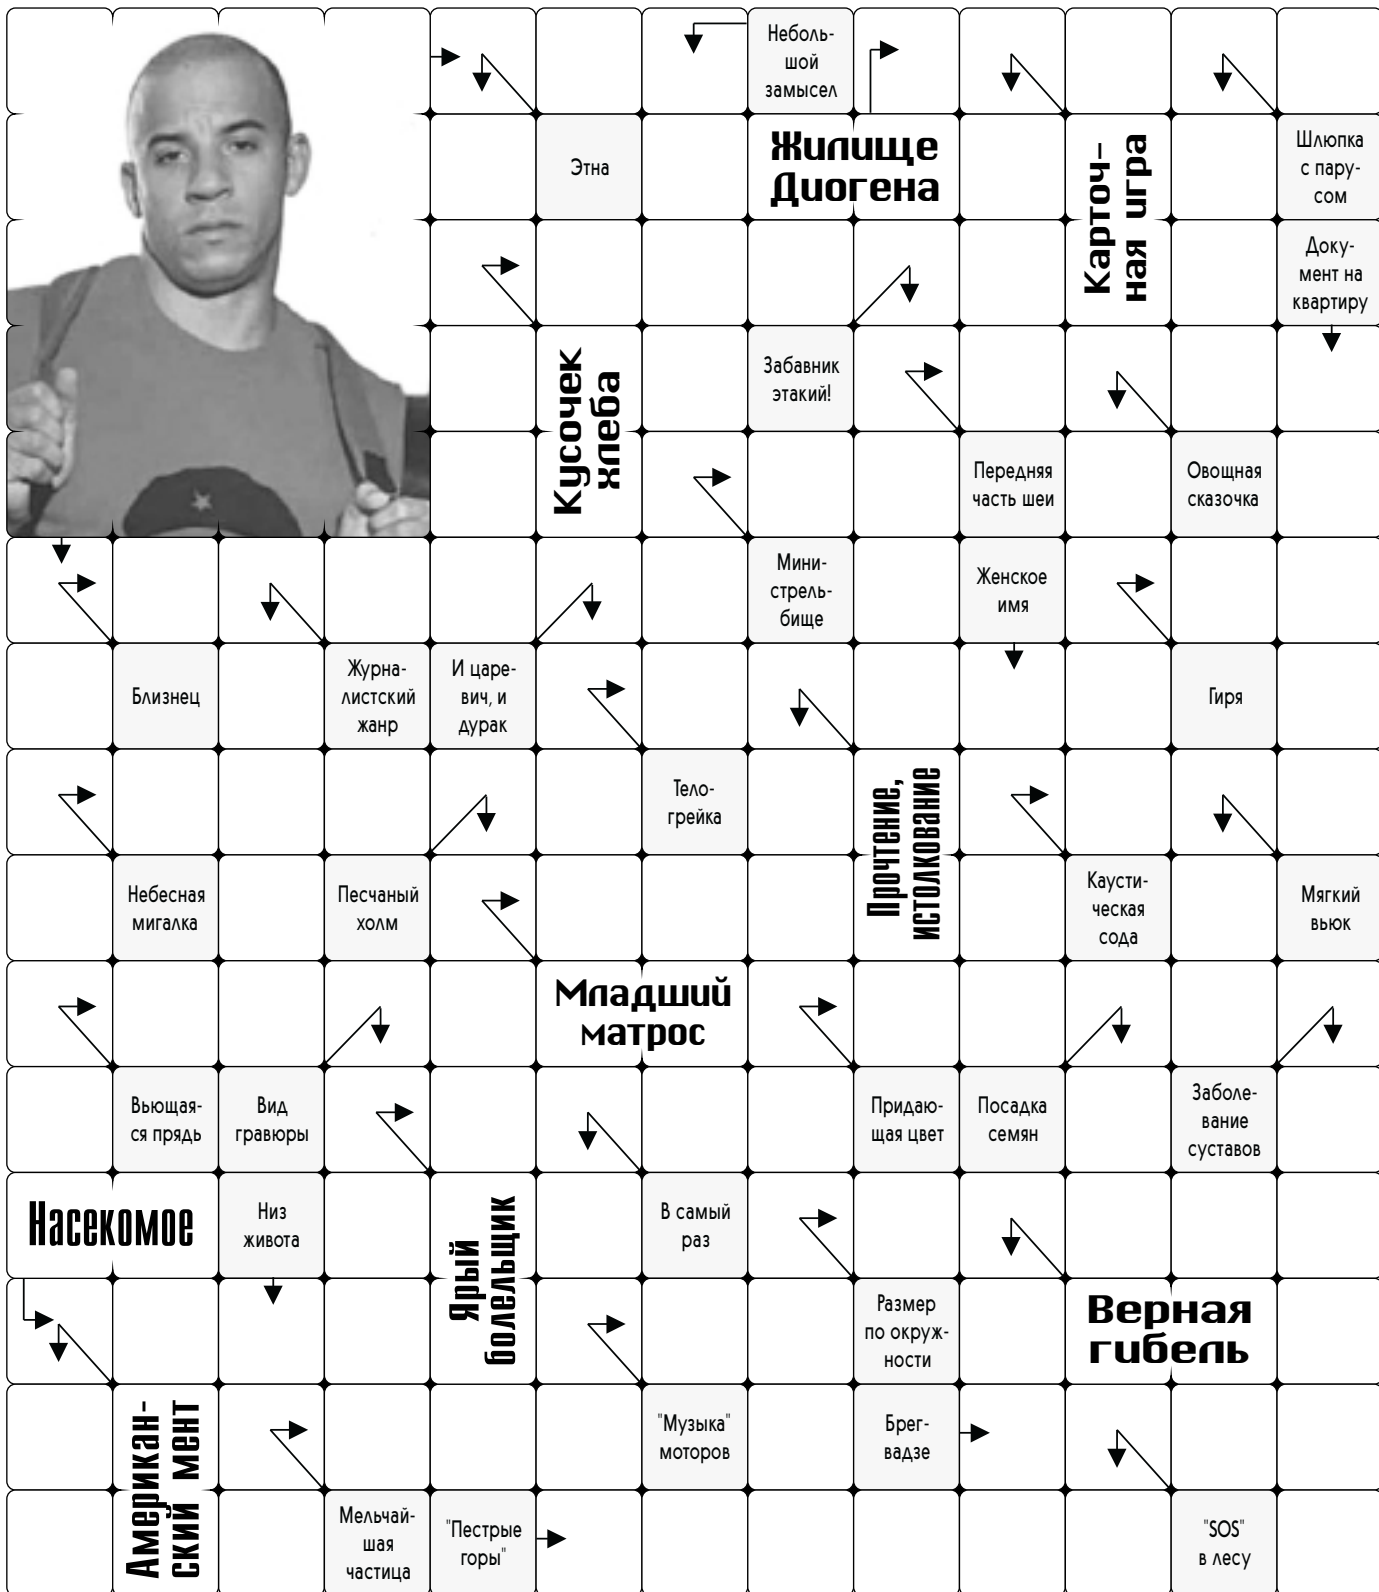 Неболь-
шой
замысел
Этна
Жилище
Диогена
Карточ-
ная игра
Шлюпка
с пару-
сом
Доку-
мент на
квартиру
Кусочек
хлеба
Забавник
этакий!
Передняя
часть шеи
Овощная
сказочка
Мини-
стрель-
бище
Женское
имя
Близнец
Журна-
листский
жанр
И царе-
вич, и
дурак
Гиря
Тело-
грейка
Прочтение,
истолкование
Небесная
мигалка
Песчаный
холм
Каусти-
ческая
сода
Мягкий
вьюк
Младший
матрос
Вьющая-
ся прядь
Вид
гравюры
Придаю-
щая цвет
Посадка
семян
Заболе-
вание
суставов
Насекомое
Низ
живота
Ярый
болельщик
В самый
раз
Размер
по окруж-
ности
Верная
гибель
Американ-
ский мент
"Музыка"
моторов
Брег-
вадзе
Мельчай-
шая
частица
"Пестрые
горы"
"SOS"
в лесу